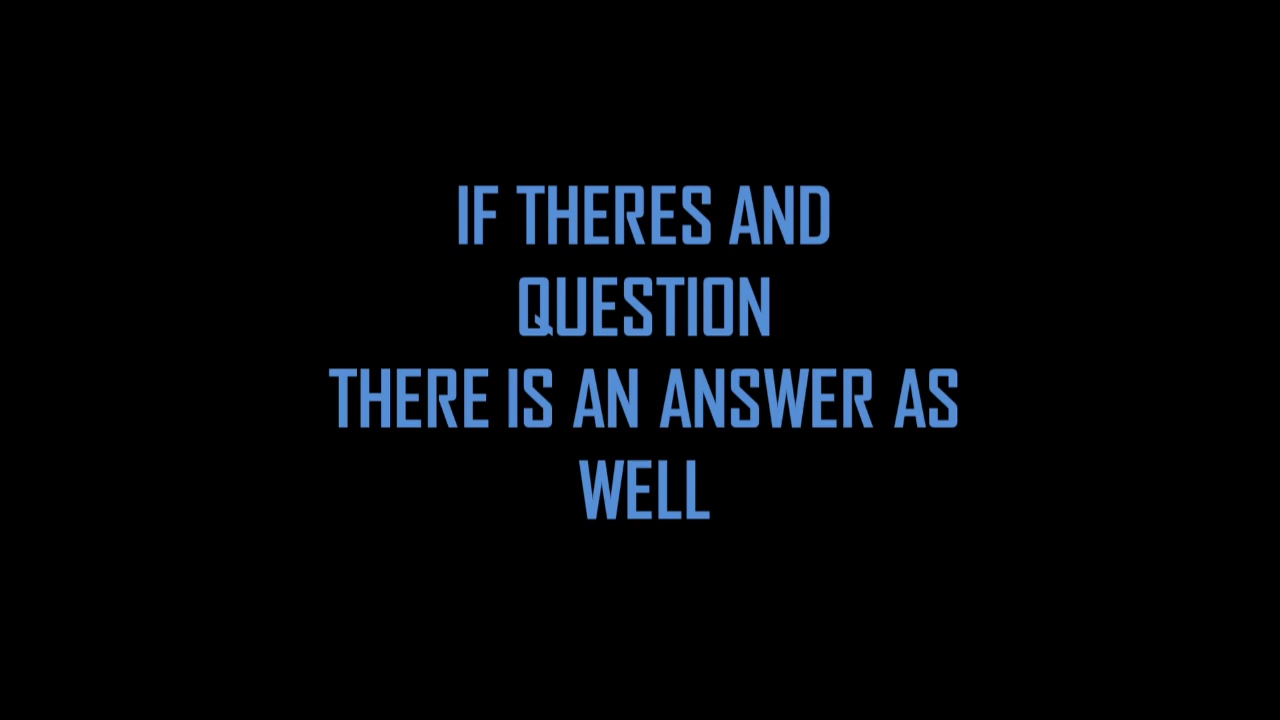 IF THERES AND
QUESTION
THERE IS AN ANSWER AS
WELL